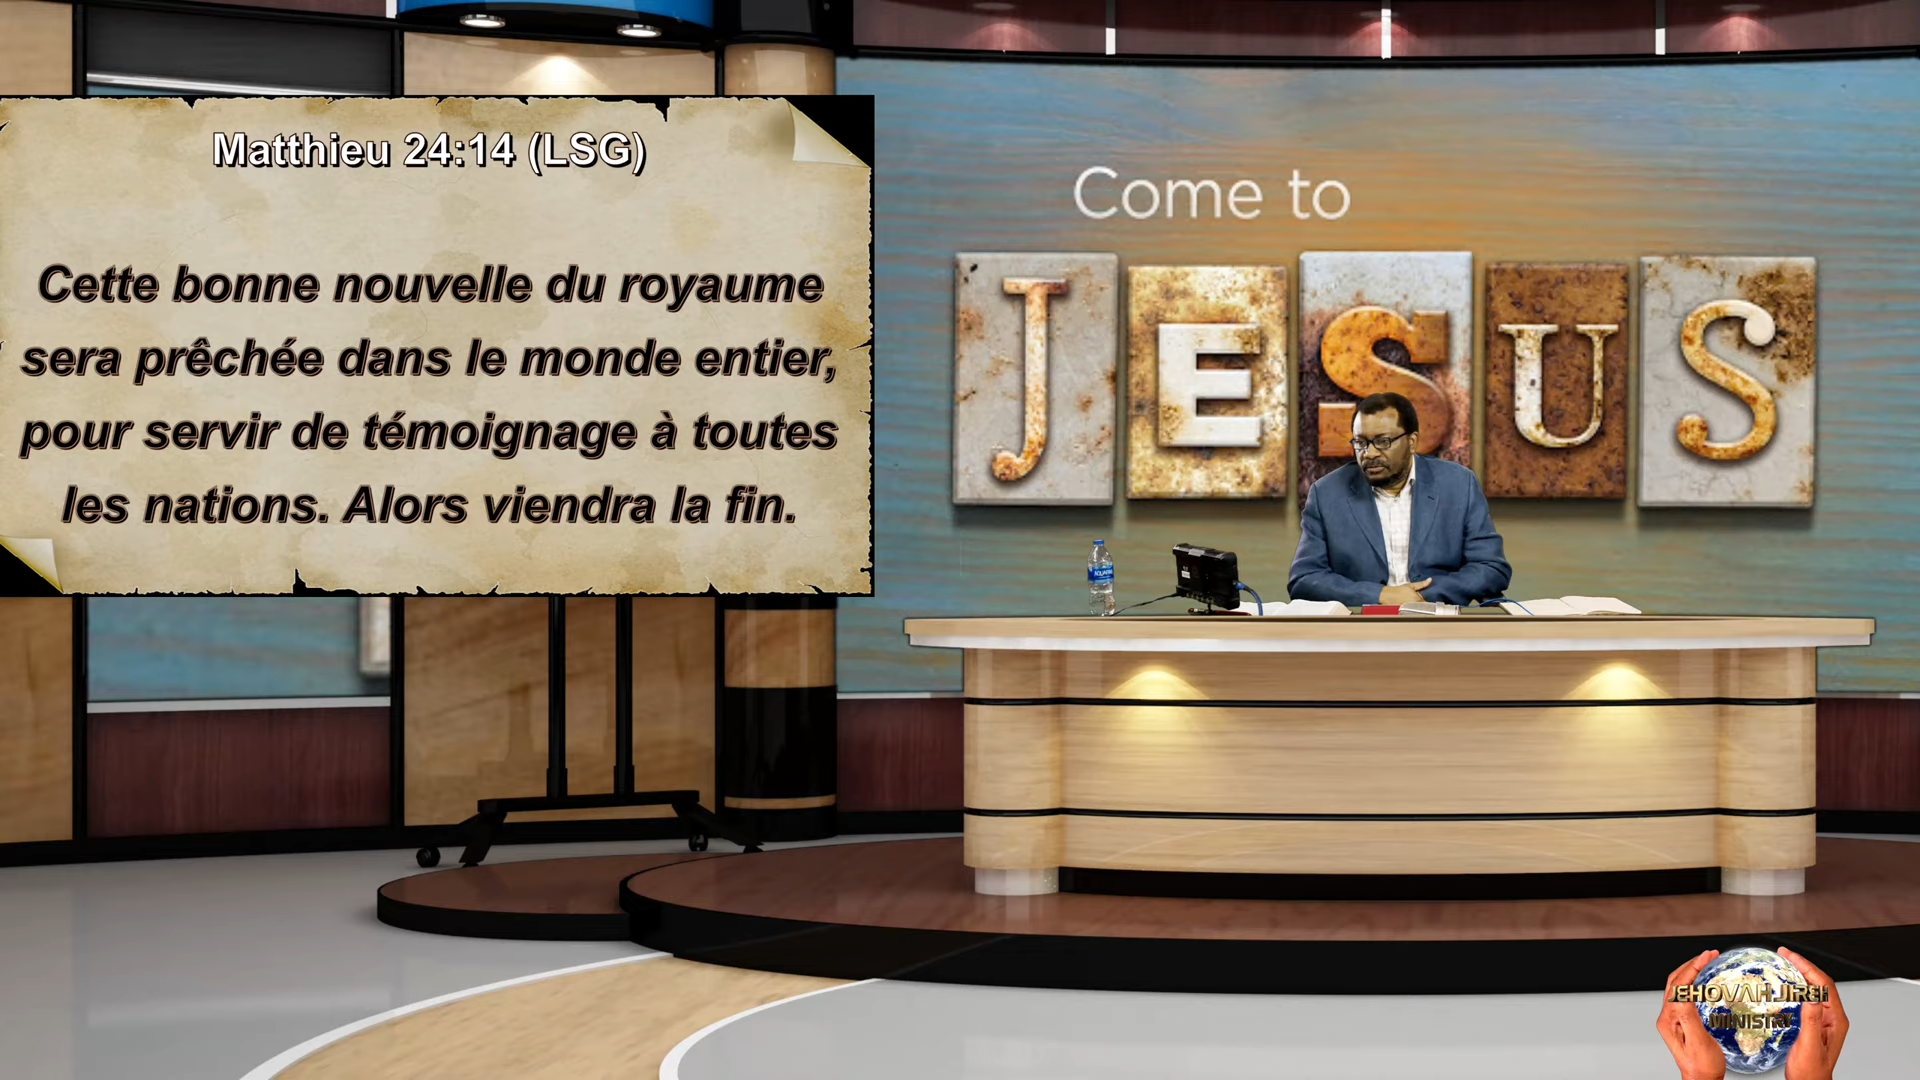 Matthieu 24:14 (LSG)
Cette bonne nouvelle du royaume
sera prêchée dans le monde entier,
pour servir de témoignage à toutes
les nations. Alors viendra la fin.
Come to
JESUS
JEHOVAH JIREH
MINISTRY